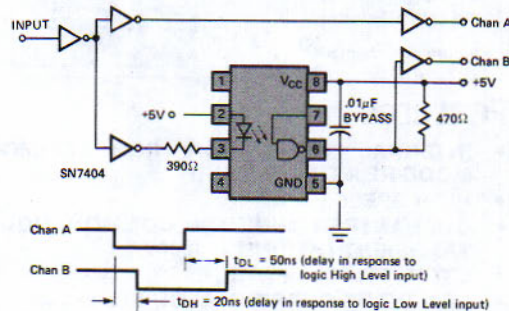 INPUT
Chan A
Chan B
+5V
1
8
VCC
.01μF
BYPASS
470Ω
+5V
2
7
3
6
390Ω
SN7404
4
GND
5
Chan A
tDL = 50ns (delay in response to
logic High Level input)
Chan B
tDH = 20ns (delay in response to logic Low Level input)